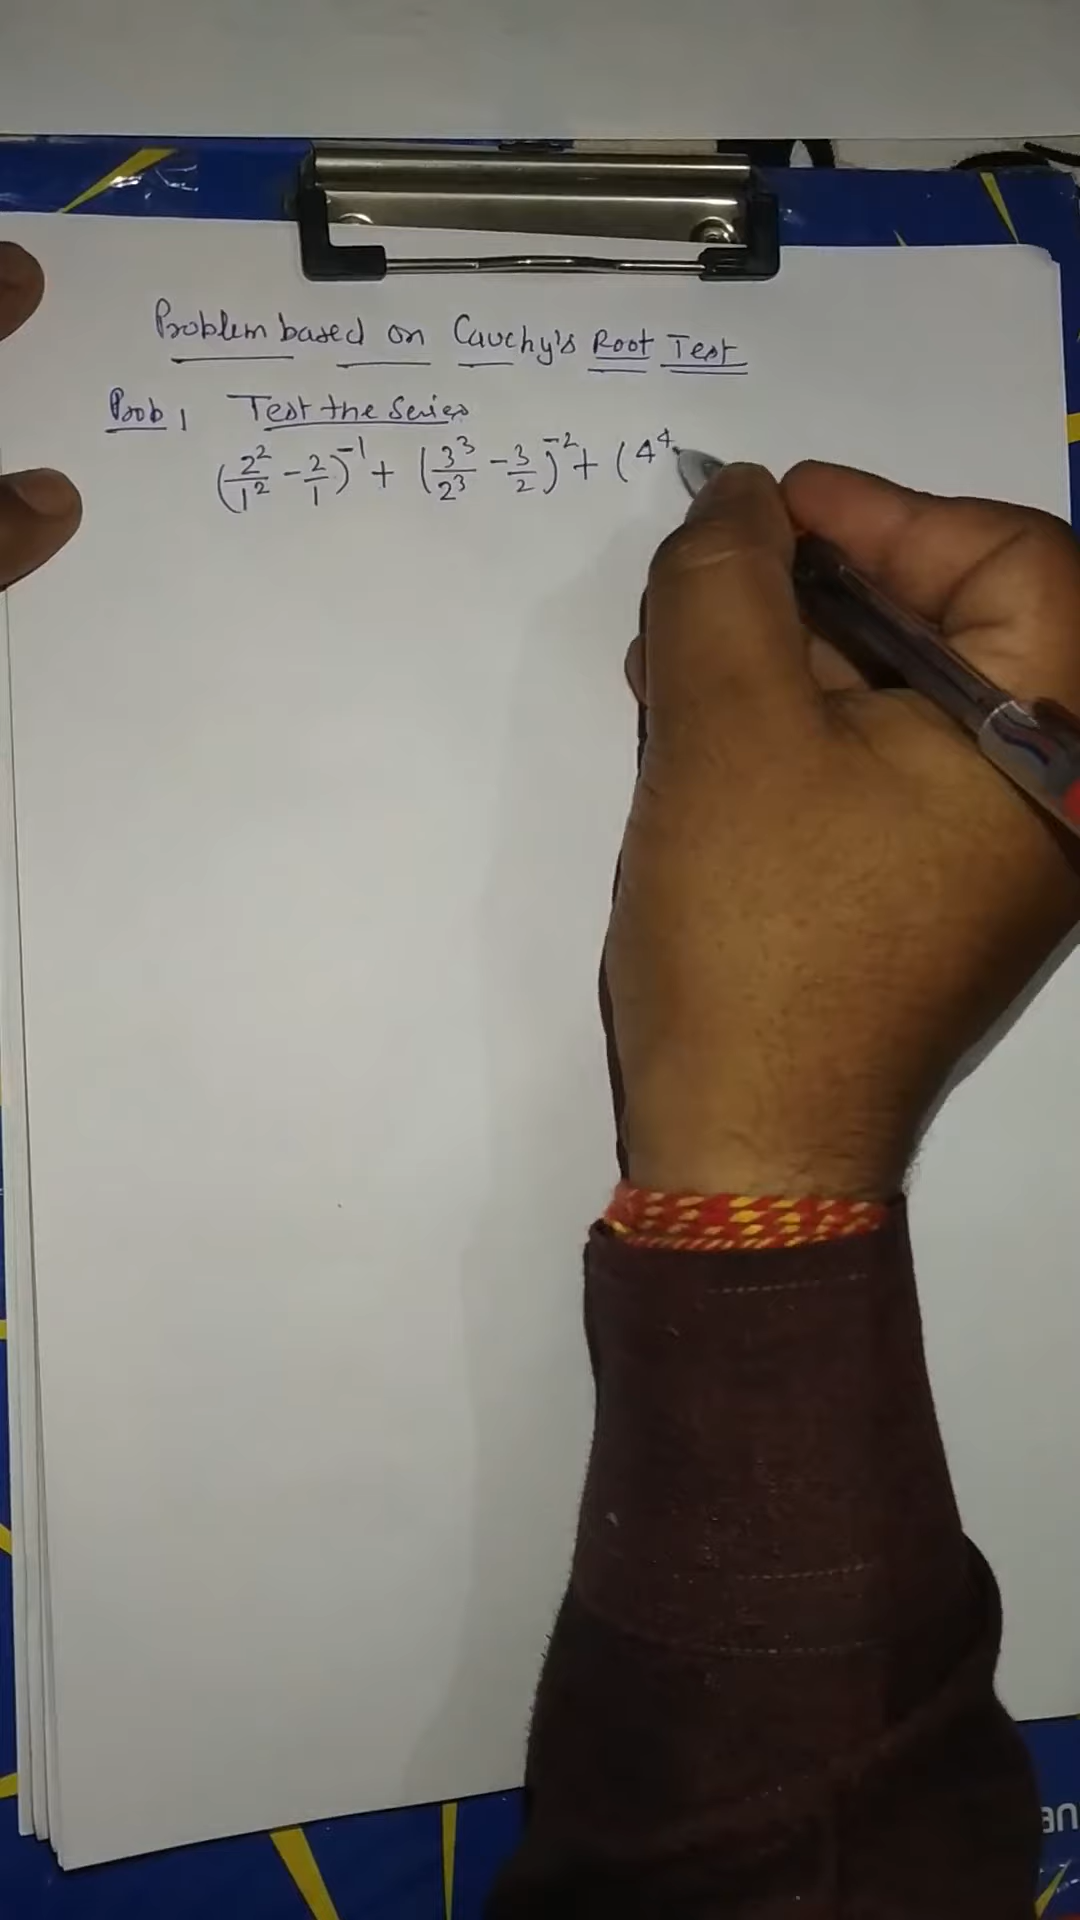 Problem based on Cauchy's Root Test
Prob 1 Test the Series
(2²/1² - 2/1)⁻¹ + (3³/2³ - 3/2)⁻² + (4⁴
an